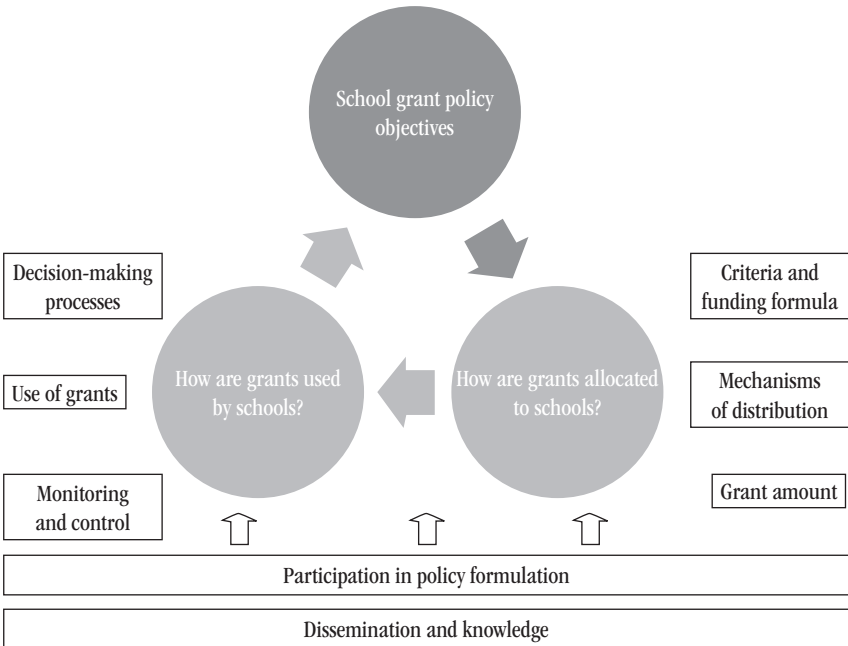 School grant policy
objectives
Decision-making
processes
Criteria and
funding formula
How are grants used
by schools?
How are grants allocated
to schools?
Use of grants
Mechanisms
of distribution
Monitoring
and control
Grant amount
Participation in policy formulation
Dissemination and knowledge